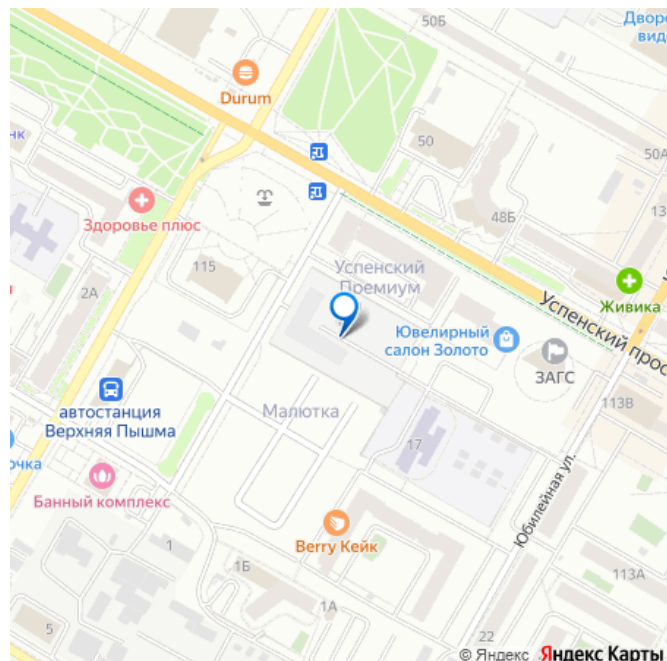 50Б
Дворе
виде
Durum
50
50А
нк
Здоровье плюс
48Б
13
115
Успенский
Премиум
2А
Живика
Успенский прос
Ювелирный
салон Золото
ЗАГС
автостанция
Верхняя Пышма
Малютка
113В
очка
17
Банный комплекс
Юбилейная ул.
Berry Кейк
1
1Б
113А
1А
5
22
© Яндекс Яндекс Карты